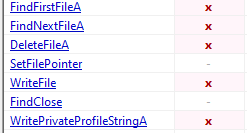 FindFirstFileA x
FindNextFileA x
DeleteFileA x
SetFilePointer -
WriteFile x
FindClose -
WritePrivateProfileStringA x